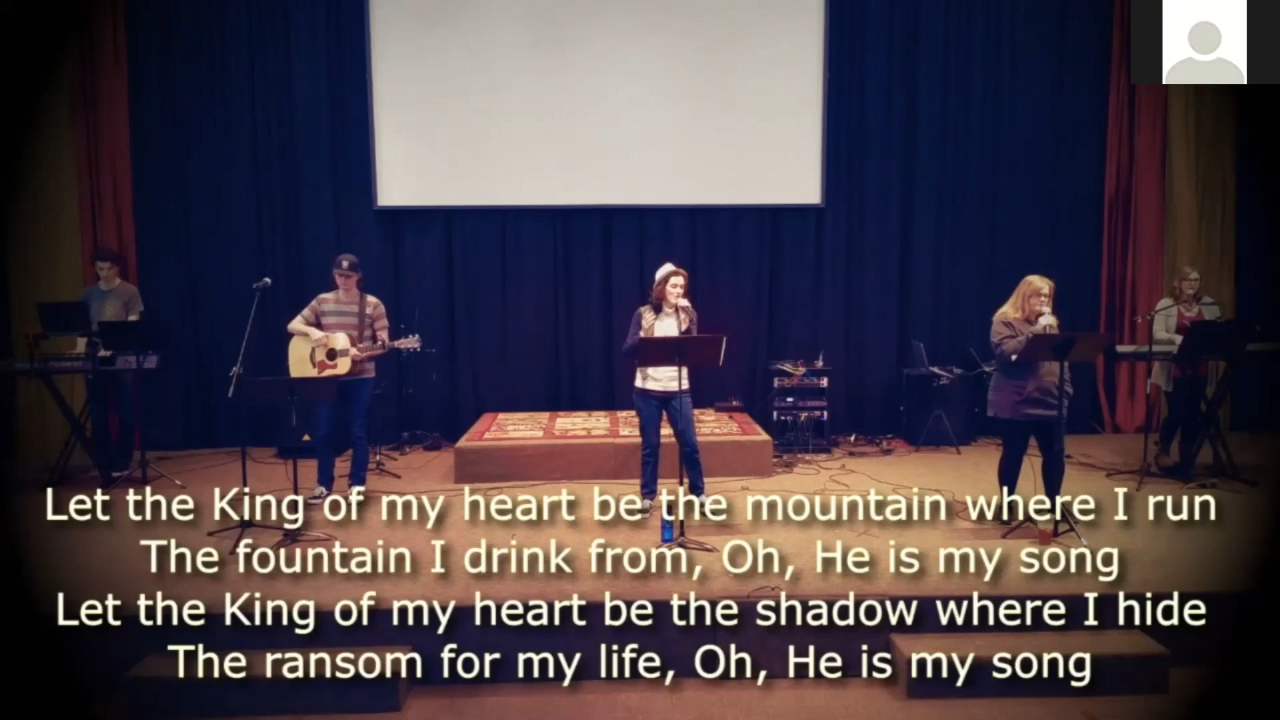 Let the King of my heart be the mountain where I run
The fountain I drink from, Oh, He is my song
Let the King of my heart be the shadow where I hide
The ransom for my life, Oh, He is my song